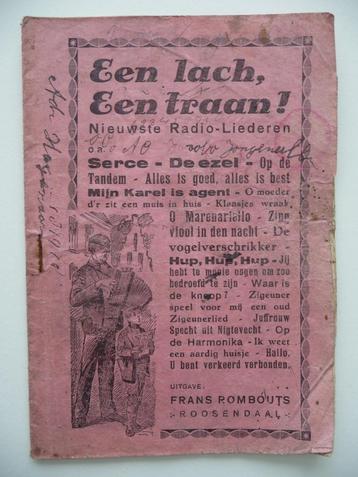 Een lach,
Een traan!
Nieuwste Radio-Liederen
o.a.
Serce - De ezel - Op de
Tandem - Alles is goed, alles is best
Mijn Karel is agent - O moeder
d'r zit een muis in huis - Klaasjes wraak,
O Marenariello - Zing
viool in den nacht - De
vogelverschrikker -
Hup, Hup, Hup - Jij
hebt te mooie oogen om zoo
bedroefd te zijn - Waar is
de knoop? - Zigeuner
speel voor mij een oud
Zigeunerlied - Juffrouw
Specht uit Nigtevecht - Op
de Harmonika - Ik weet
een aardig huisje - Hallo,
U bent verkeerd verbonden.
UITGAVE:
FRANS ROMBOUTS
ROOSENDAAL